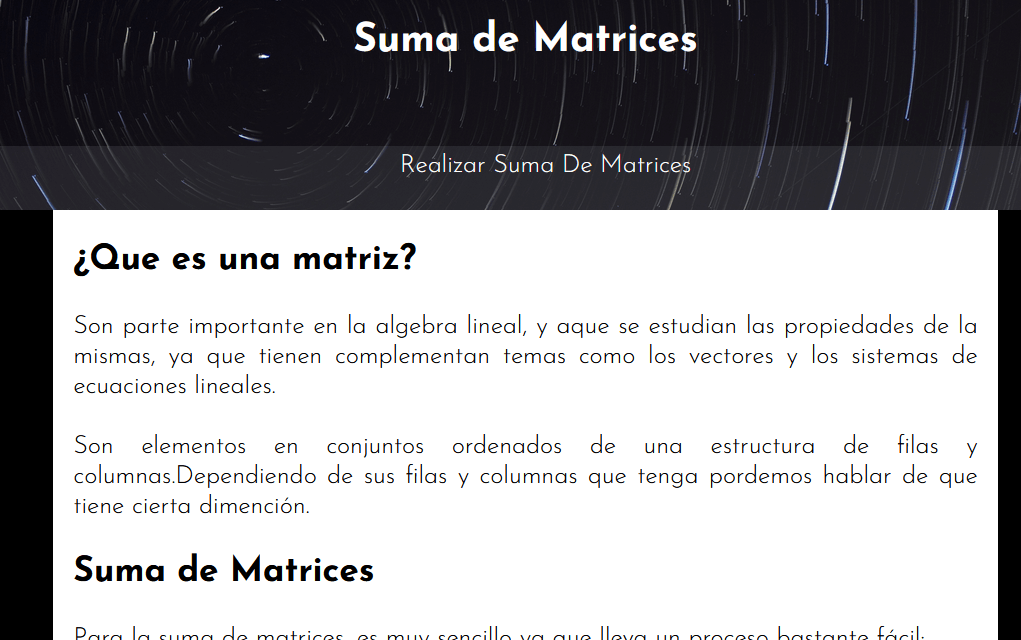 Suma de Matrices
Realizar Suma De Matrices
¿Que es una matriz?
Son parte importante en la algebra lineal, y aque se estudian las propiedades de la
mismas, ya que tienen complementan temas como los vectores y los sistemas de
ecuaciones lineales.
Son elementos en conjuntos ordenados de una estructura de filas y
columnas.Dependiendo de sus filas y columnas que tenga pordemos hablar de que
tiene cierta dimención.
Suma de Matrices
Para la suma de matrices, es muy sencillo ya que lleva un proceso bastante fácil: